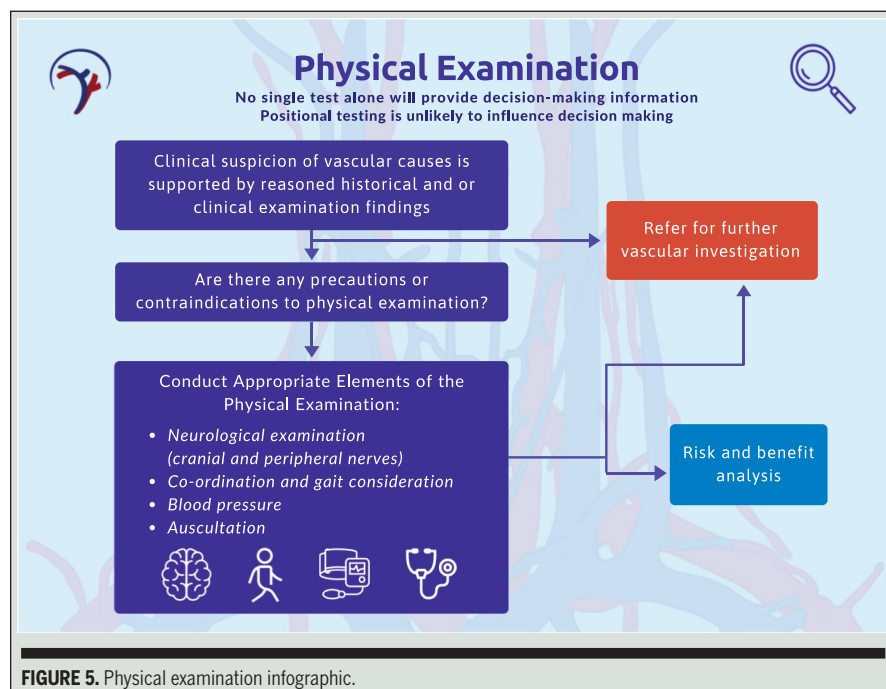 Physical Examination
No single test alone will provide decision-making information
Positional testing is unlikely to influence decision making
Clinical suspicion of vascular causes is
supported by reasoned historical and or
clinical examination findings
Refer for further
vascular investigation
Are there any precautions or
contraindications to physical examination?
Conduct Appropriate Elements of the
Physical Examination:
• Neurological examination
(cranial and peripheral nerves)
• Co-ordination and gait consideration
• Blood pressure
• Auscultation
Risk and benefit
analysis
FIGURE 5. Physical examination infographic.